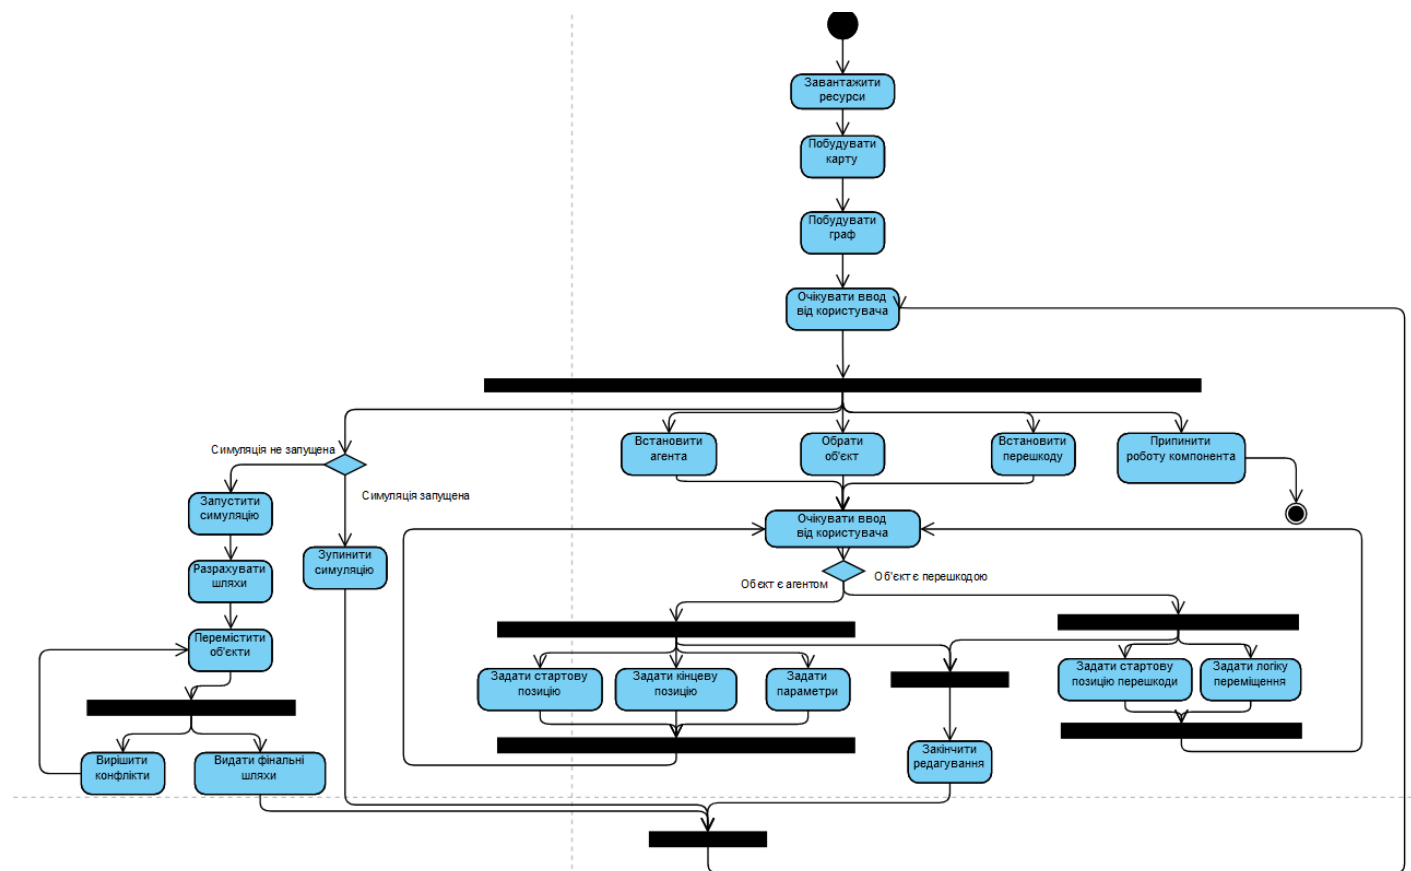 Завантажити
ресурси
Побудувати
карту
Побудувати
граф
Очікувати ввод
від користувача
Встановити
агента
Обрати
об'єкт
Встановити
перешкоду
Припинити
роботу компонента
Симуляція не запущена
Симуляція запущена
Запустити
симуляцію
Зупинити
симуляцію
Разрахувати
шляхи
Перемістити
об'єкти
Вирішити
конфлікти
Видати фінальні
шляхи
Очікувати ввод
від користувача
Обєкт є агентом
Об'єкт є перешкодою
Задати стартову
позицію
Задати кінцеву
позицію
Задати
параметри
Закінчити
редагування
Задати стартову
позицію перешкоди
Задати логіку
переміщення